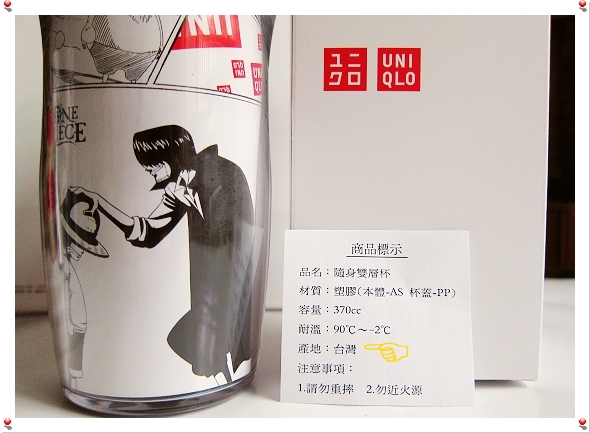 ONE
PIECE
ユニ
クロ
UNI
QLO
商品標示
品名：隨身雙層杯
材質：塑膠(本體-AS 杯蓋-PP)
容量：370cc
耐溫：90℃～-2℃
產地：台灣
注意事項：
1.請勿重摔 2.勿近火源